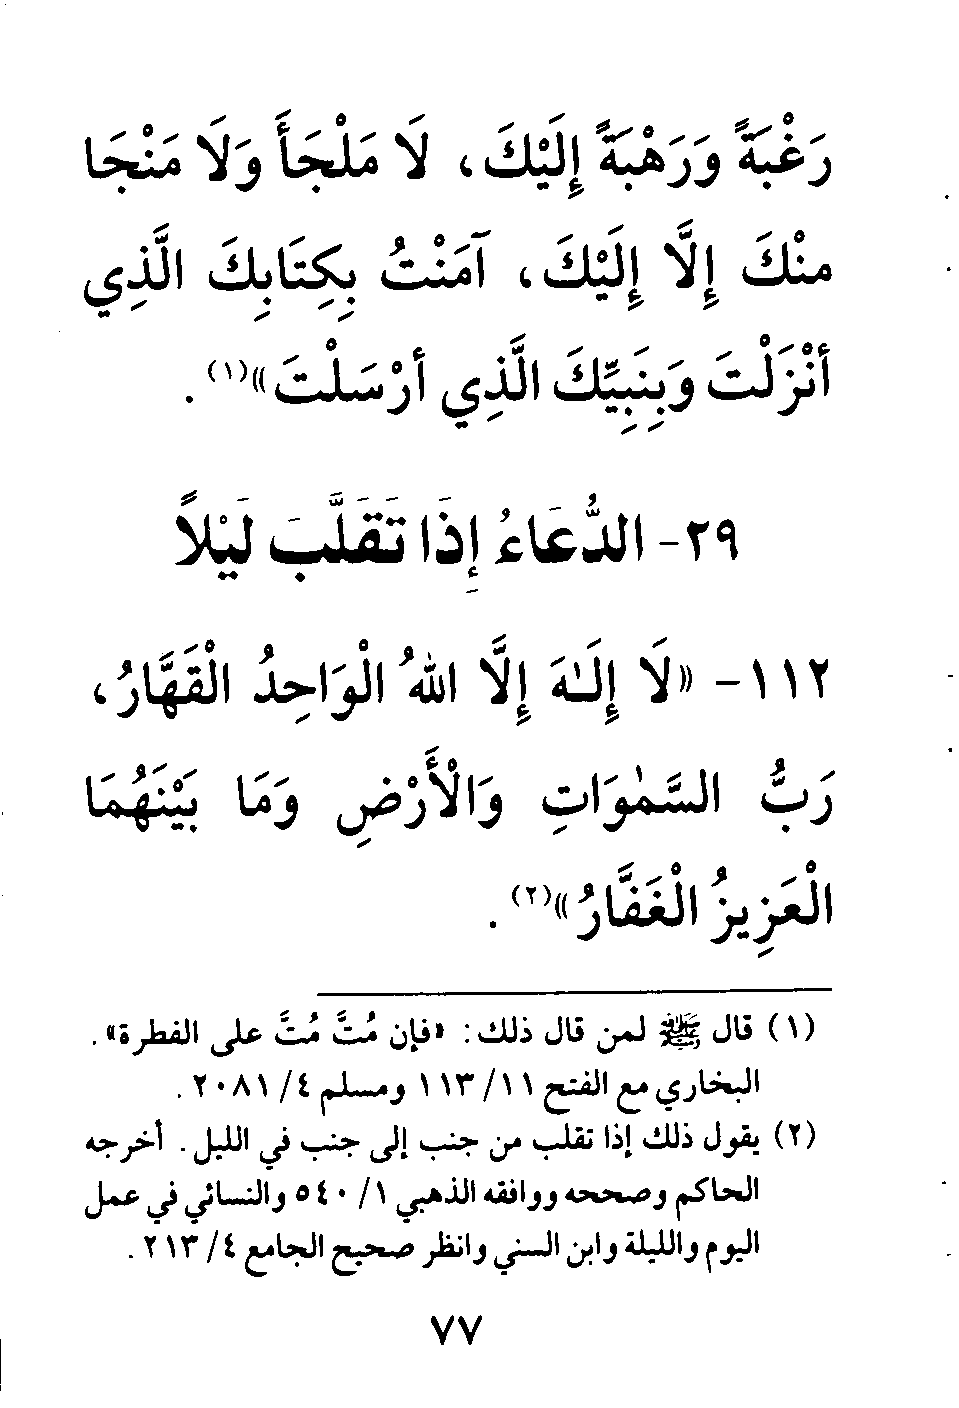 رَغْبَةً وَرَهْبَةً إِلَيْكَ، لَا مَلْجَأَ وَلَا مَنْجَا
مِنْكَ إِلَّا إِلَيْكَ، آمَنْتُ بِكِتَابِكَ الَّذِي
أَنْزَلْتَ وَبِنَبِيِّكَ الَّذِي أَرْسَلْتَ»(١).
٢٩- الدُّعَاءُ إِذَا تَقَلَّبَ لَيْلاً
١١٢- «لَا إِلَـٰهَ إِلَّا اللهُ الْوَاحِدُ الْقَهَّارُ،
رَبُّ السَّمٰوَاتِ وَالْأَرْضِ وَمَا بَيْنَهُمَا
الْعَزِيزُ الْغَفَّارُ»(٢).
(١) قال ﷺ لمن قال ذلك: «فإن مُتَّ مُتَّ على الفطرة».
البخاري مع الفتح ١١/ ١١٣ ومسلم ٤/ ٢٠٨١.
(٢) يقول ذلك إذا تقلب من جنب إلى جنب في الليل. أخرجه
الحاكم وصححه ووافقه الذهبي ١/ ٥٤٠ والنسائي في عمل
اليوم والليلة وابن السني وانظر صحيح الجامع ٤/ ٢١٣.
٧٧